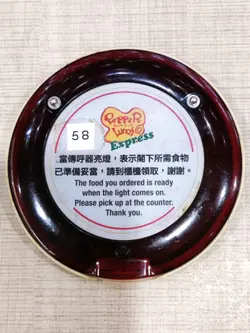 PEPPER
LUNCH
Express
58
當傳呼器亮燈，表示閣下所需食物
已準備妥當，請到櫃檯領取，謝謝。
The food you ordered is ready
when the light comes on.
Please pick up at the counter.
Thank you.